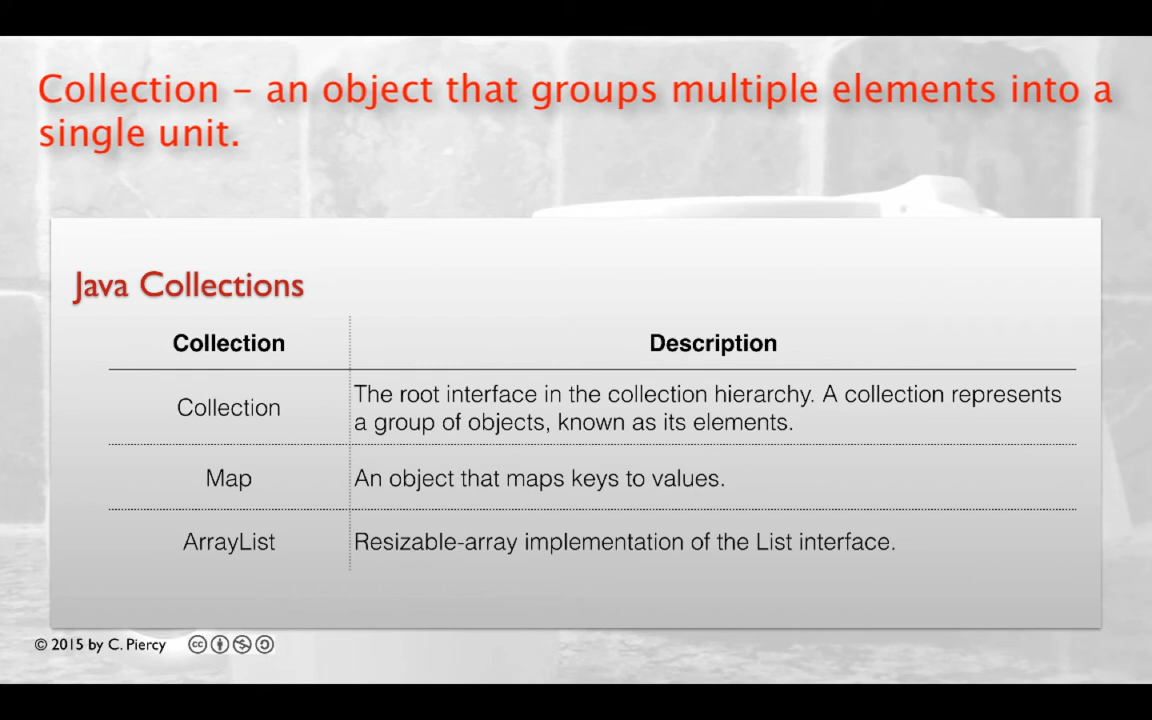 Collection – an object that groups multiple elements into a
single unit.
Java Collections
Collection Description
Collection
The root interface in the collection hierarchy. A collection represents
a group of objects, known as its elements.
Map An object that maps keys to values.
ArrayList Resizable-array implementation of the List interface.
© 2015 by C. Piercy